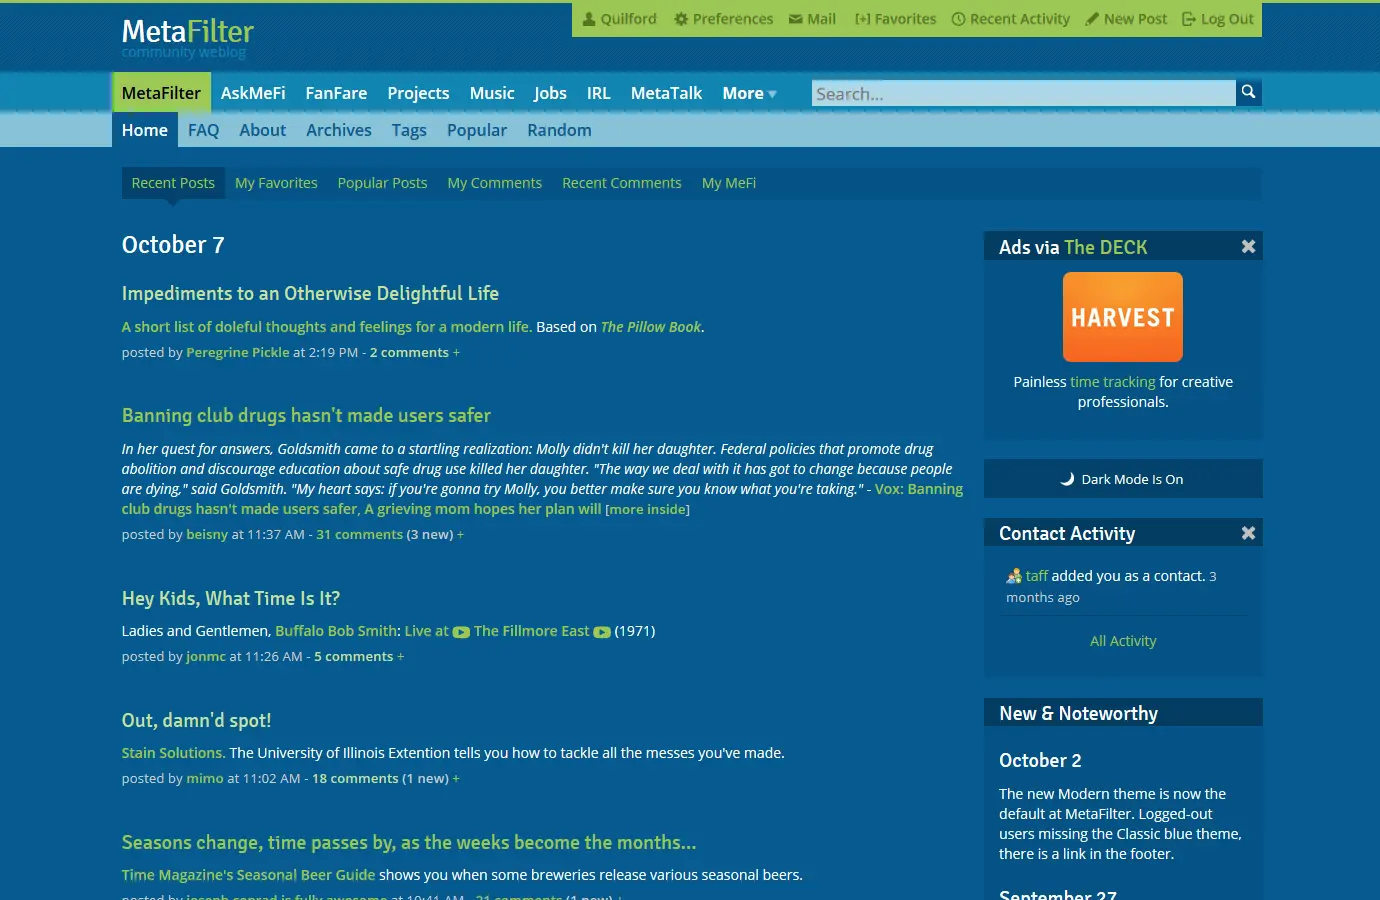 MetaFilter
community weblog
Quilford Preferences Mail [+] Favorites Recent Activity New Post Log Out
MetaFilter AskMeFi FanFare Projects Music Jobs IRL MetaTalk More Search...
Home FAQ About Archives Tags Popular Random
Recent Posts My Favorites Popular Posts My Comments Recent Comments My MeFi
October 7
Impediments to an Otherwise Delightful Life
A short list of doleful thoughts and feelings for a modern life. Based on The Pillow Book.
posted by Peregrine Pickle at 2:19 PM - 2 comments +
Banning club drugs hasn't made users safer
In her quest for answers, Goldsmith came to a startling realization: Molly didn't kill her daughter. Federal policies that promote drug
abolition and discourage education about safe drug use killed her daughter. "The way we deal with it has got to change because people
are dying," said Goldsmith. "My heart says: if you're gonna try Molly, you better make sure you know what you're taking." - Vox: Banning
club drugs hasn't made users safer, A grieving mom hopes her plan will [more inside]
posted by beisny at 11:37 AM - 31 comments (3 new) +
Hey Kids, What Time Is It?
Ladies and Gentlemen, Buffalo Bob Smith: Live at The Fillmore East (1971)
posted by jonmc at 11:26 AM - 5 comments +
Out, damn'd spot!
Stain Solutions. The University of Illinois Extention tells you how to tackle all the messes you've made.
posted by mimo at 11:02 AM - 18 comments (1 new) +
Seasons change, time passes by, as the weeks become the months...
Time Magazine's Seasonal Beer Guide shows you when some breweries release various seasonal beers.
posted by joseph conrad is fully awesome at 10:41 AM - 21 comments (1 new) +
Ads via The DECK
HARVEST
Painless time tracking for creative
professionals.
Dark Mode Is On
Contact Activity
taff added you as a contact. 3
months ago
All Activity
New & Noteworthy
October 2
The new Modern theme is now the
default at MetaFilter. Logged-out
users missing the Classic blue theme,
there is a link in the footer.
September 27